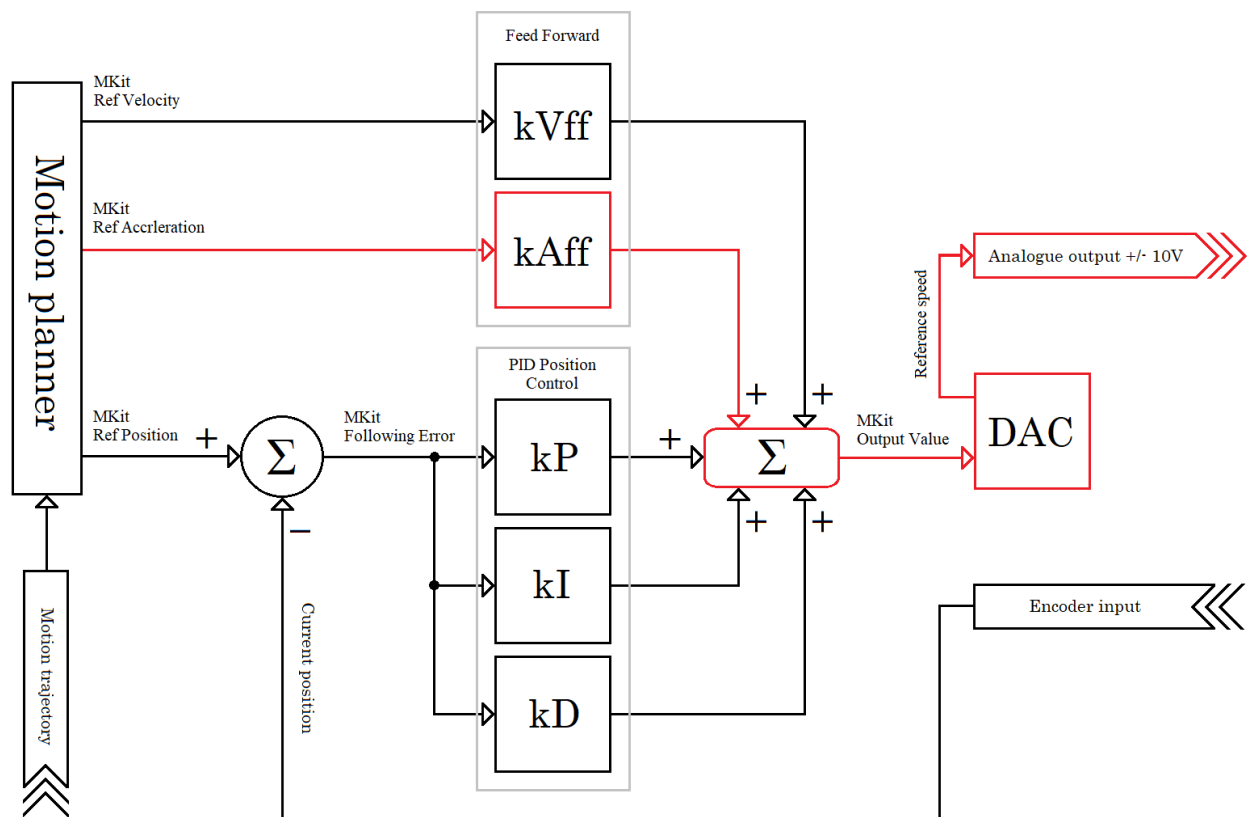 Feed Forward
MKit
Ref Velocity
kVff
Motion planner
MKit
Ref Accrleration
kAff
Analogue output +/- 10V
Reference speed
PID Position
Control
MKit
Ref Position
+
Σ
−
MKit
Following Error
kP
+
+
+
Σ
+
+
MKit
Output Value
DAC
kI
kD
Motion trajectory
Current position
Encoder input